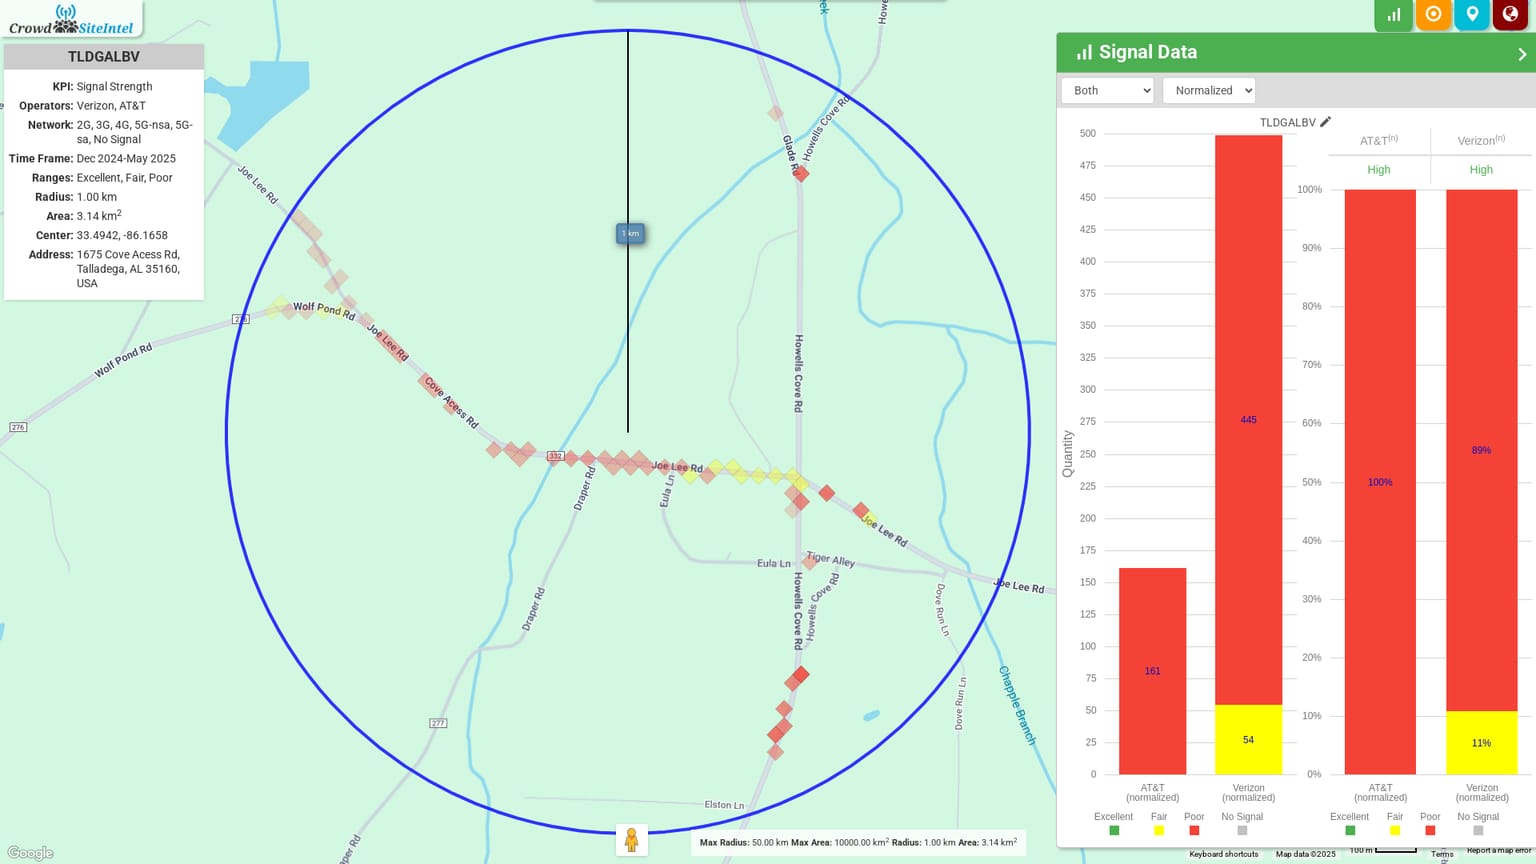 CrowdSiteIntel
TLDGALBV
KPI: Signal Strength
Operators: Verizon, AT&T
Network: 2G, 3G, 4G, 5G-nsa, 5G-
sa, No Signal
Time Frame: Dec 2024-May 2025
Ranges: Excellent, Fair, Poor
Radius: 1.00 km
Area: 3.14 km²
Center: 33.4942, -86.1658
Address: 1675 Cove Acess Rd,
Talladega, AL 35160,
USA
Howells Cove Rd
Glade Rd
Joe Lee Rd
1 km
Wolf Pond Rd
Joe Lee Rd
Wolf Pond Rd
276
Cove Acess Rd
Howells Cove Rd
332
Joe Lee Rd
Draper Rd
Eula Ln
Joe Lee Rd
Eula Ln
Tiger Alley
Joe Lee Rd
Howells Cove Rd
Howells Cove Rd
Draper Rd
Dove Run Ln
Dove Run Ln
Chapple Branch
277
Elston Ln
Google
Max Radius: 50.00 km Max Area: 10000.00 km² Radius: 1.00 km Area: 3.14 km²
Signal Data
Both
Normalized
TLDGALBV
500
475
450
425
400
375
350
325
300
275
250
225
200
175
150
125
100
75
50
25
0
Quantity
161
445
54
AT&T
(normalized)
Verizon
(normalized)
Excellent
Fair
Poor
No Signal
AT&T(n)
Verizon(n)
High
High
100%
90%
80%
70%
60%
50%
40%
30%
20%
10%
0%
100%
89%
11%
AT&T
(normalized)
Verizon
(normalized)
Excellent
Fair
Poor
No Signal
Keyboard shortcuts
Map data ©2025
100 m
Terms
Report a map error